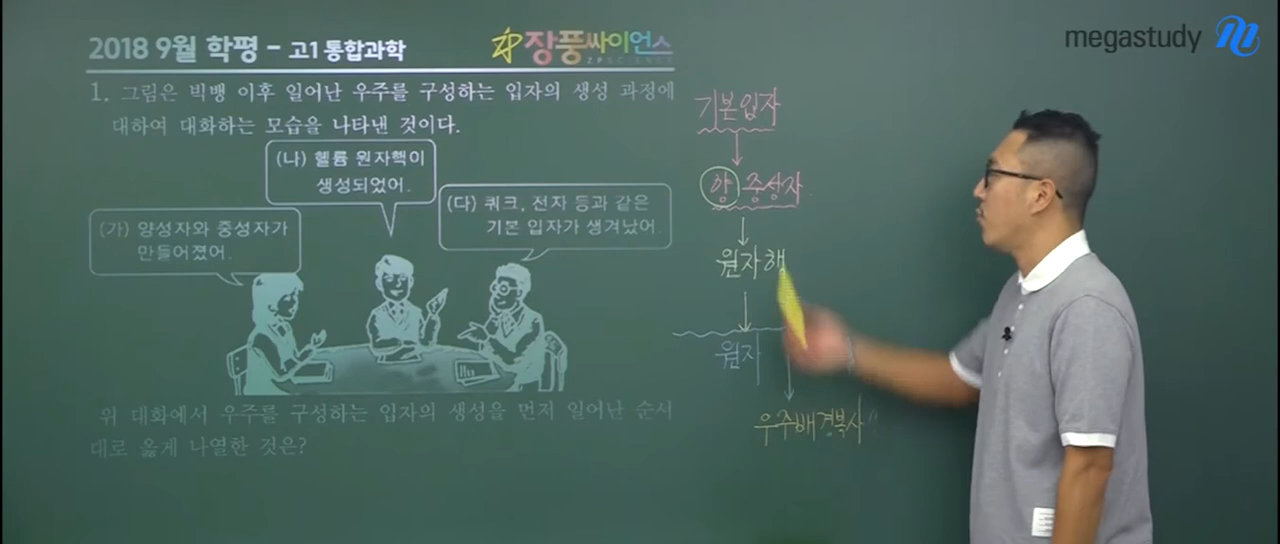 megastudy
2018 9월 학평 - 고1 통합과학
ZP 장풍싸이언스
ZPSCIENCE
1. 그림은 빅뱅 이후 일어난 우주를 구성하는 입자의 생성 과정에
대하여 대화하는 모습을 나타낸 것이다.
(나) 헬륨 원자핵이
생성되었어.
(다) 쿼크, 전자 등과 같은
기본 입자가 생겨났어.
(가) 양성자와 중성자가
만들어졌어.
위 대화에서 우주를 구성하는 입자의 생성을 먼저 일어난 순서
대로 옳게 나열한 것은?
기본입자
양 중성자
원자핵
원자
우주배경복사"